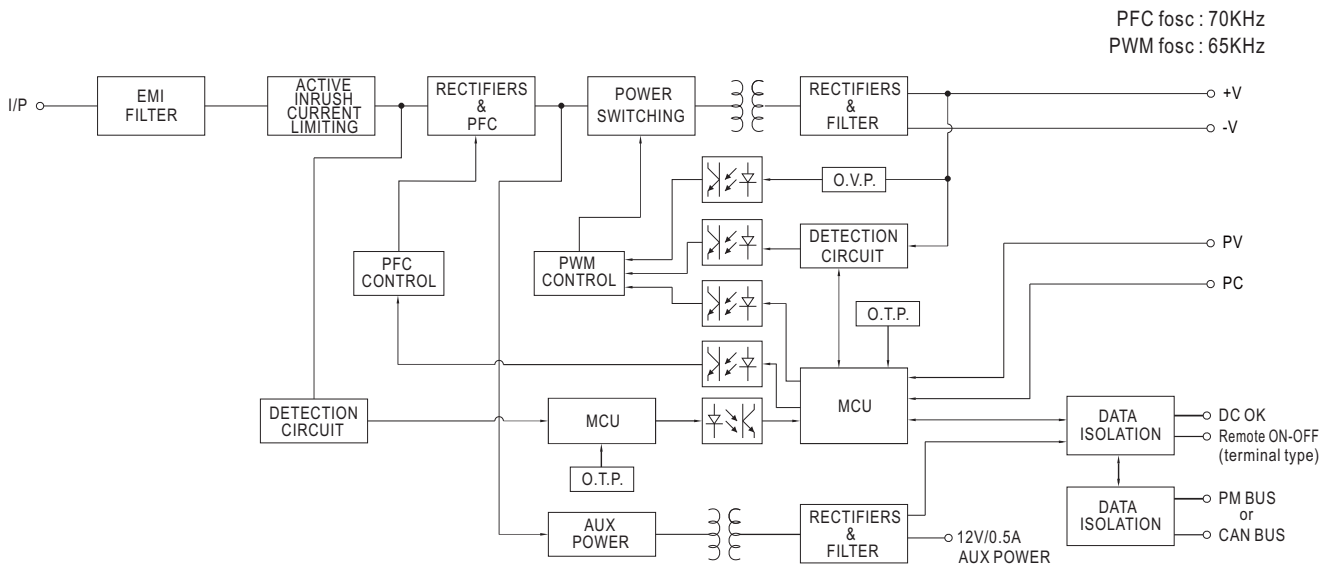 PFC fosc : 70KHz
PWM fosc : 65KHz
I/P
EMI
FILTER
ACTIVE
INRUSH
CURRENT
LIMITING
RECTIFIERS
&
PFC
POWER
SWITCHING
RECTIFIERS
&
FILTER
+V
-V
O.V.P.
DETECTION
CIRCUIT
PFC
CONTROL
PWM
CONTROL
PV
PC
O.T.P.
MCU
DETECTION
CIRCUIT
MCU
O.T.P.
DATA
ISOLATION
DC OK
Remote ON-OFF
(terminal type)
AUX
POWER
RECTIFIERS
&
FILTER
12V/0.5A
AUX POWER
DATA
ISOLATION
PM BUS
or
CAN BUS